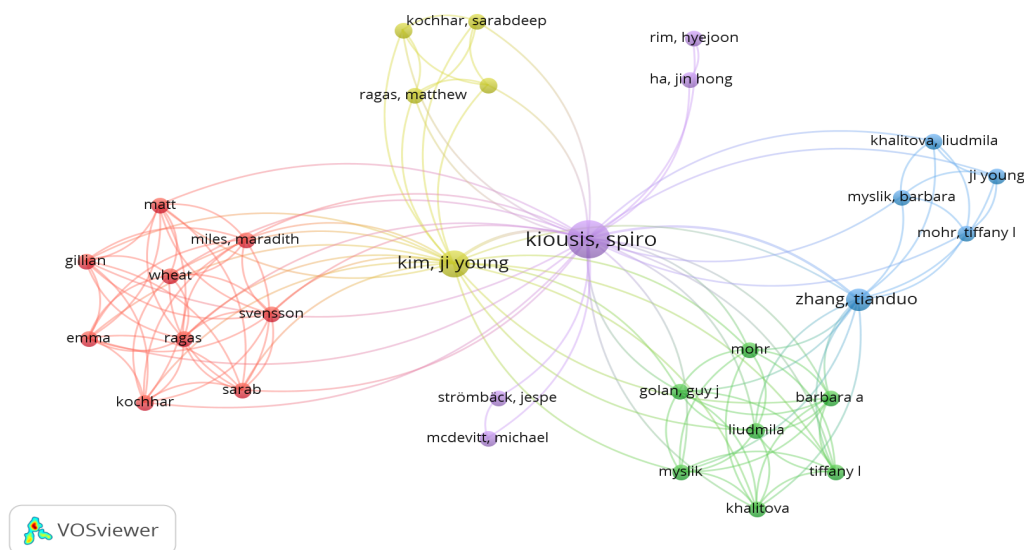 kochhar, sarabdeep
rim, hyejoon
ha, jin hong
ragas, matthew
khalitova, liudmila
ji young
myslik, barbara
mohr, tiffany l
matt
miles, maradith
kiousis, spiro
gillian
wheat
kim, ji young
zhang, tianduo
svensson
emma
ragas
mohr
sarab
golan, guy j
kochhar
strömbäck, jespe
barbara a
mcdevitt, michael
liudmila
myslik
tiffany l
khalitova
VOSviewer